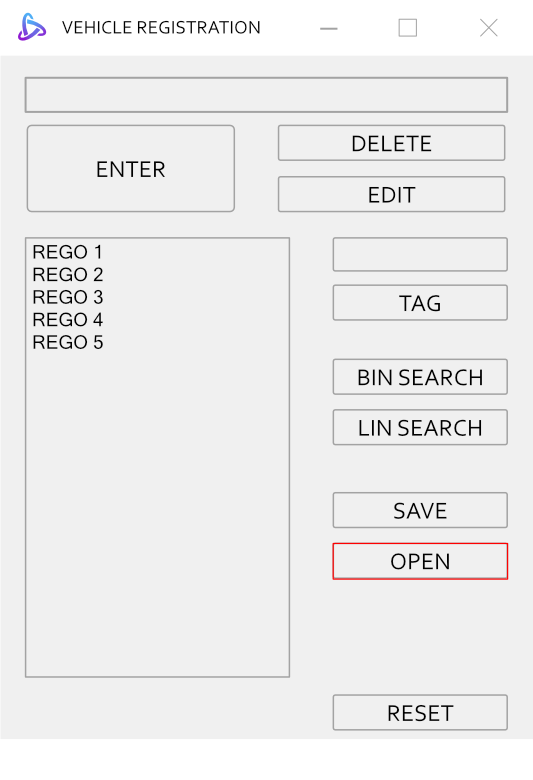 VEHICLE REGISTRATION
ENTER
DELETE
EDIT
REGO 1
REGO 2
REGO 3
REGO 4
REGO 5
TAG
BIN SEARCH
LIN SEARCH
SAVE
OPEN
RESET